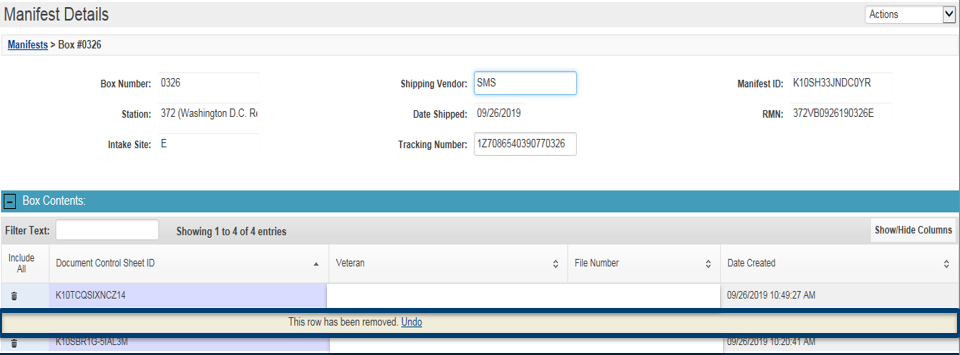 Manifest Details
Actions
Manifests > Box #0326
Box Number: 0326 Shipping Vendor: SMS Manifest ID: K10SH33JNDC0YR
Station: 372 (Washington D.C. Re Date Shipped: 09/26/2019 RMN: 372VB0926190326E
Intake Site: E Tracking Number: 1Z7086540390770326
Box Contents:
Filter Text: Showing 1 to 4 of 4 entries Show/Hide Columns
Include All Document Control Sheet ID Veteran File Number Date Created
K10TCQSIXNCZ14 09/26/2019 10:49:27 AM
This row has been removed. Undo
K10SBR1G-5IAL3M 09/26/2019 10:20:41 AM